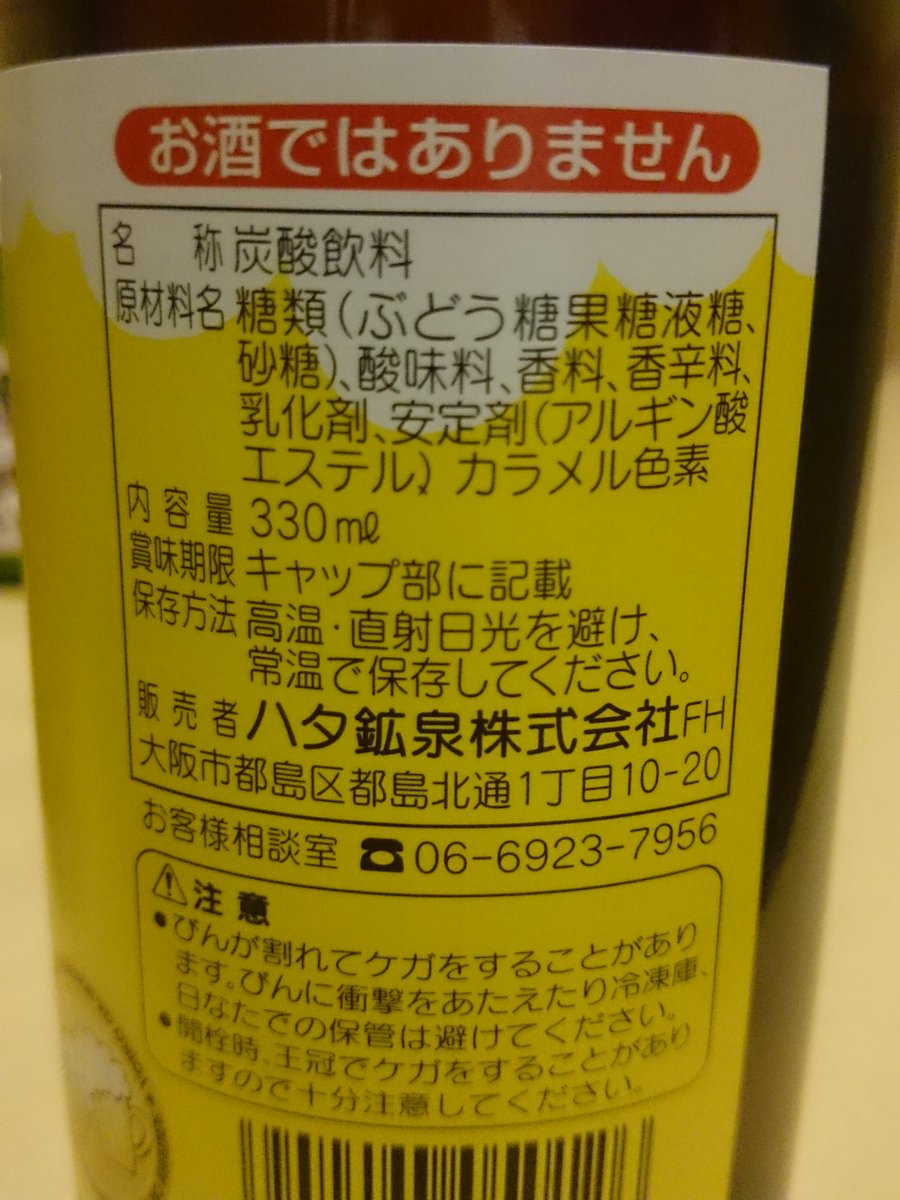 お酒ではありません
名称 炭酸飲料
原材料名 糖類(ぶどう糖果糖液糖、
砂糖)、酸味料、香料、香辛料、
乳化剤、安定剤(アルギン酸
エステル)、カラメル色素
内容量 330ml
賞味期限 キャップ部に記載
保存方法 高温・直射日光を避け、
常温で保存してください。
販売者 ハタ鉱泉株式会社FH
大阪市都島区都島北通1丁目10-20
お客様相談室 ☎06-6923-7956
⚠注意
●びんが割れてケガをすることがあり
ます。びんに衝撃をあたえたり冷凍庫、
日なたでの保管は避けてください。
●開栓時、王冠でケガをすることがあり
ますので十分注意してください。